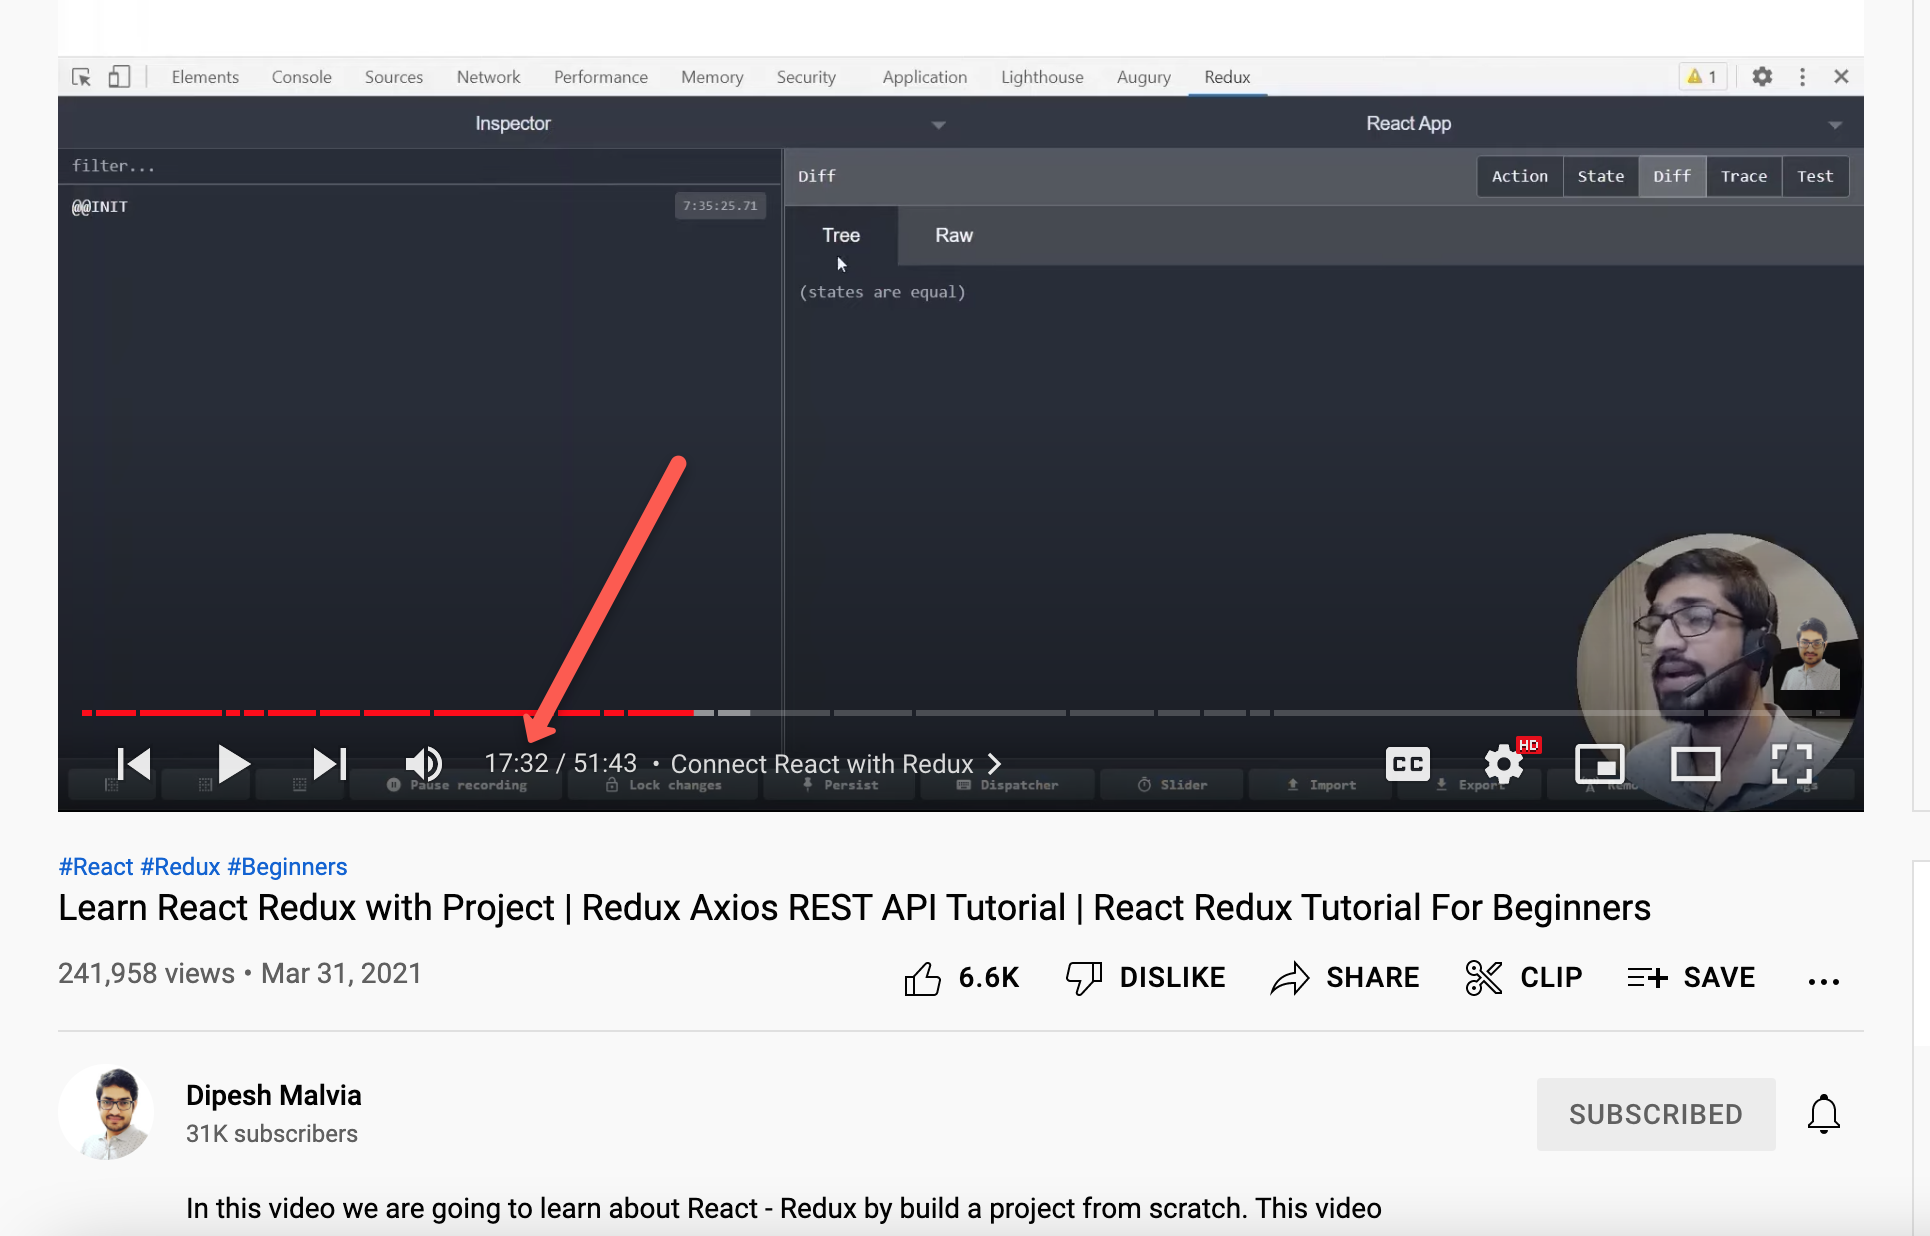 Elements Console Sources Network Performance Memory Security Application Lighthouse Augury Redux 1
Inspector React App
filter...
Diff Action State Diff Trace Test
@@INIT 7:35:25.71
Tree Raw
(states are equal)
HD
17:32 / 51:43 • Connect React with Redux CC
Pause recording Lock changes Persist Dispatcher Slider Import Export
#React #Redux #Beginners
Learn React Redux with Project | Redux Axios REST API Tutorial | React Redux Tutorial For Beginners
241,958 views • Mar 31, 2021
6.6K DISLIKE SHARE CLIP SAVE
Dipesh Malvia
31K subscribers
SUBSCRIBED
In this video we are going to learn about React - Redux by build a project from scratch. This video